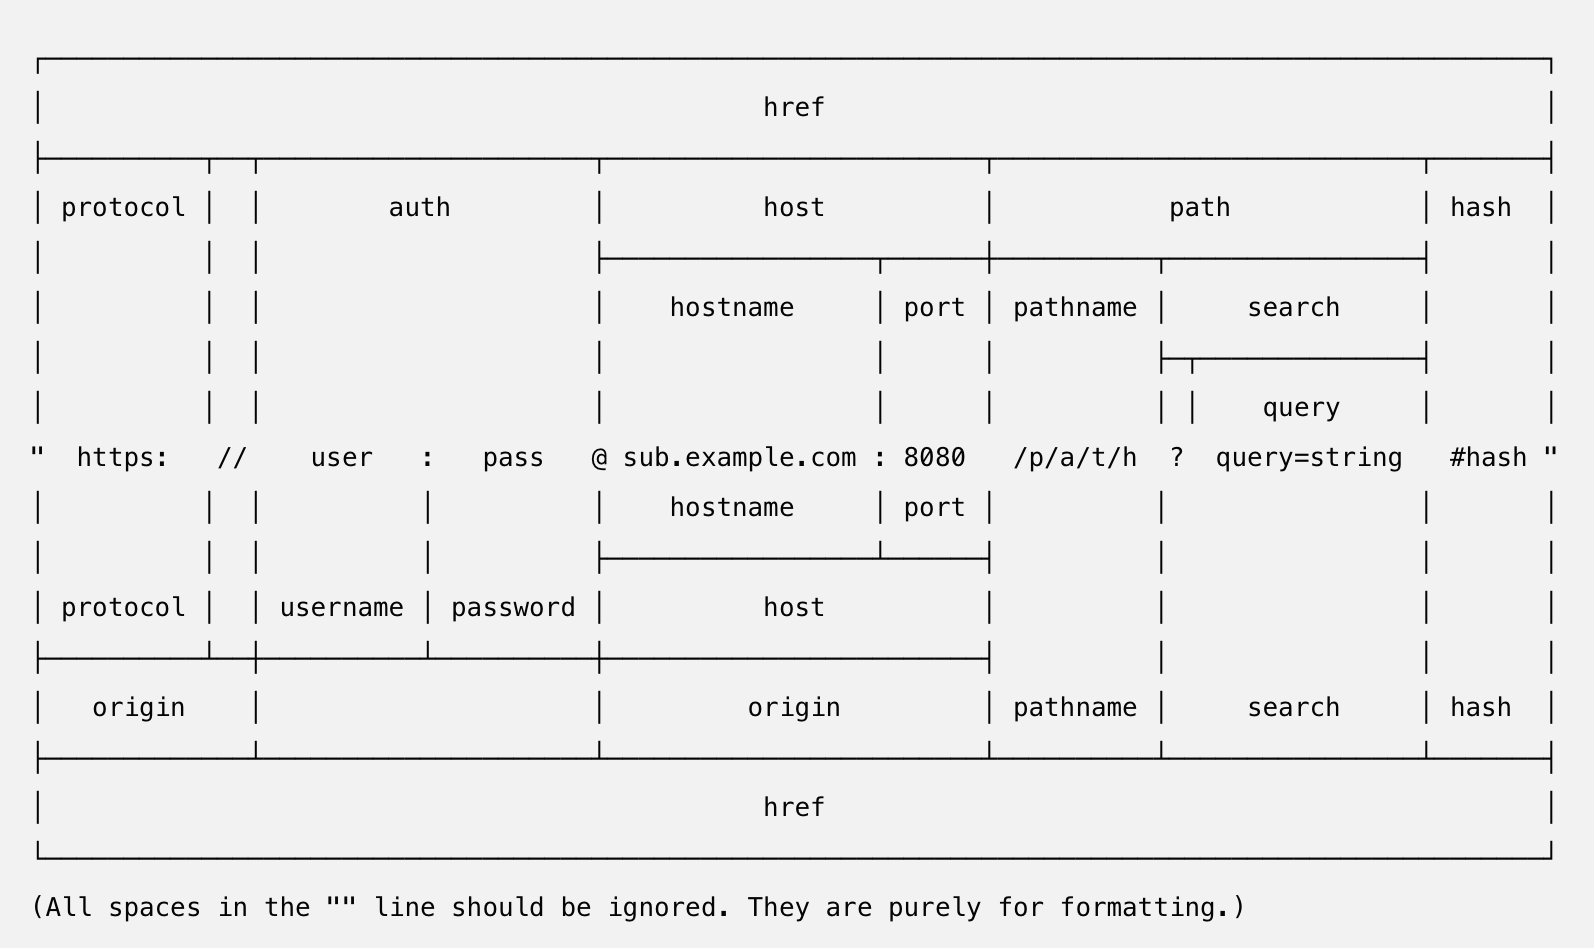 href
protocol auth host path hash
hostname port pathname search
query
" https: // user : pass @ sub.example.com : 8080 /p/a/t/h ? query=string #hash "
hostname port
protocol username password host
origin origin pathname search hash
href
(All spaces in the "" line should be ignored. They are purely for formatting.)